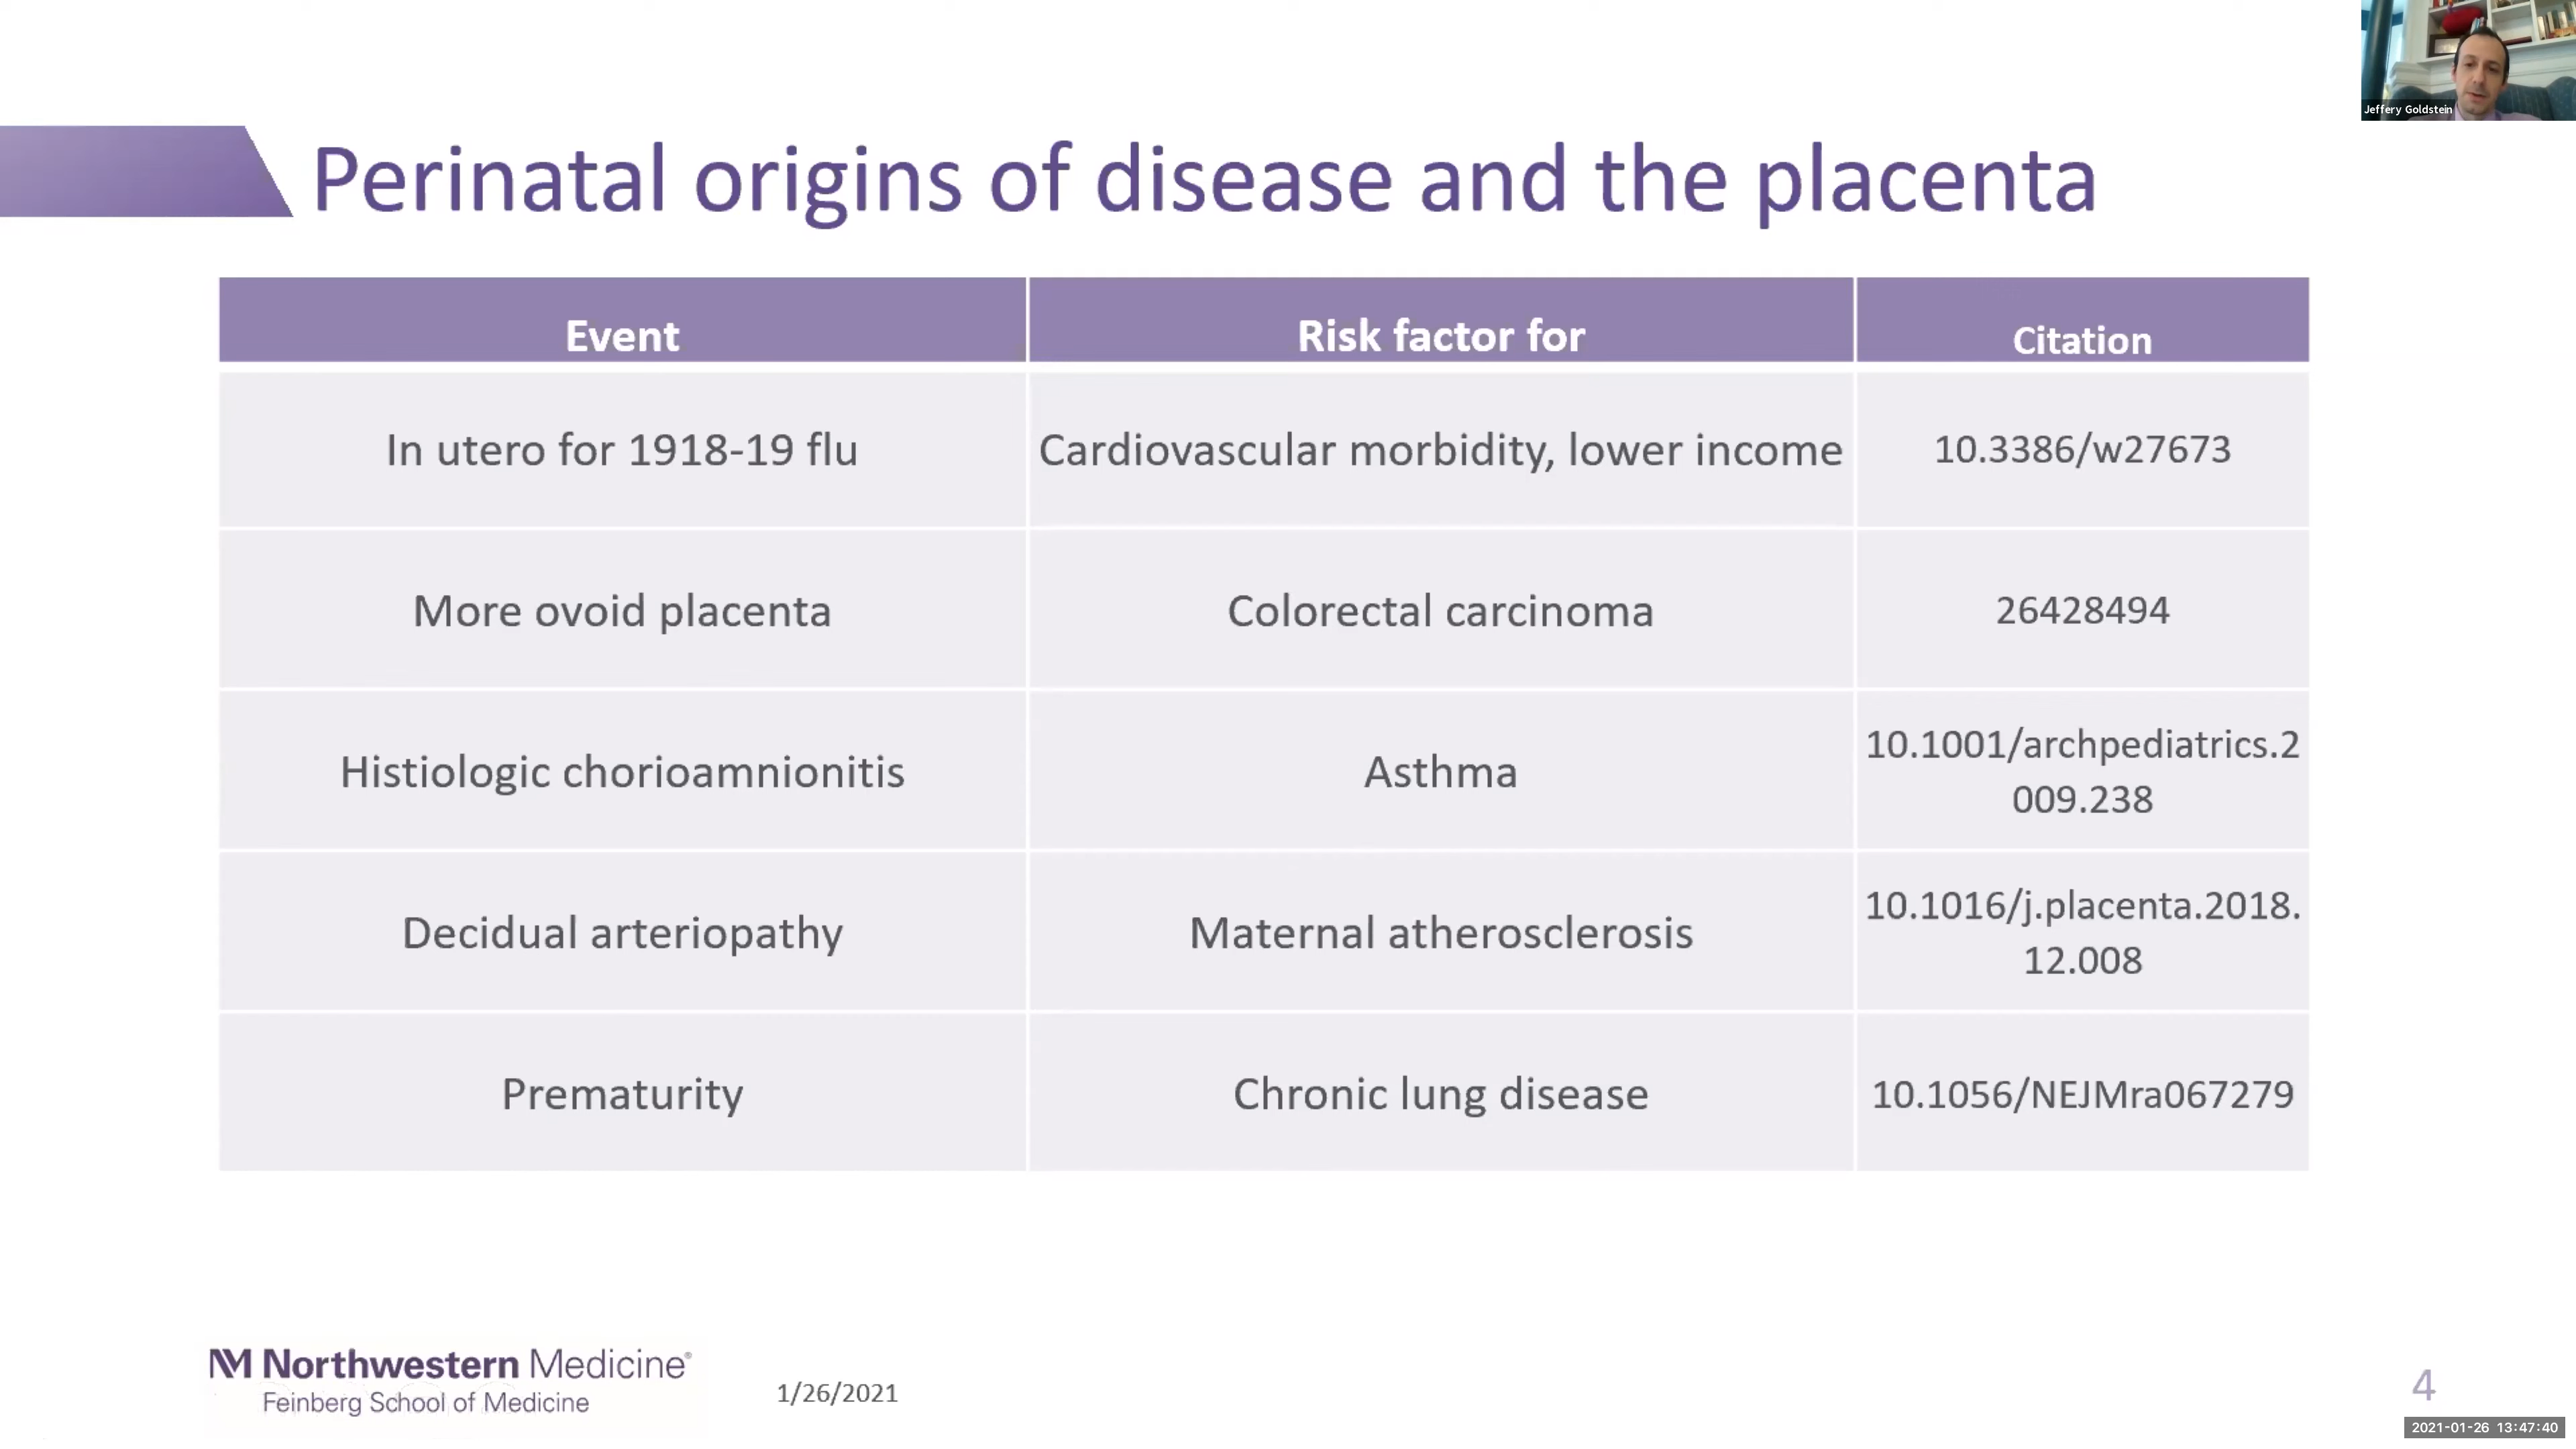 Jeffery Goldstein
Perinatal origins of disease and the placenta
Event Risk factor for Citation
In utero for 1918-19 flu Cardiovascular morbidity, lower income 10.3386/w27673
More ovoid placenta Colorectal carcinoma 26428494
Histiologic chorioamnionitis Asthma 10.1001/archpediatrics.2
009.238
Decidual arteriopathy Maternal atherosclerosis 10.1016/j.placenta.2018.
12.008
Prematurity Chronic lung disease 10.1056/NEJMra067279
NM Northwestern Medicine®
Feinberg School of Medicine
1/26/2021
4
2021-01-26 13:47:40